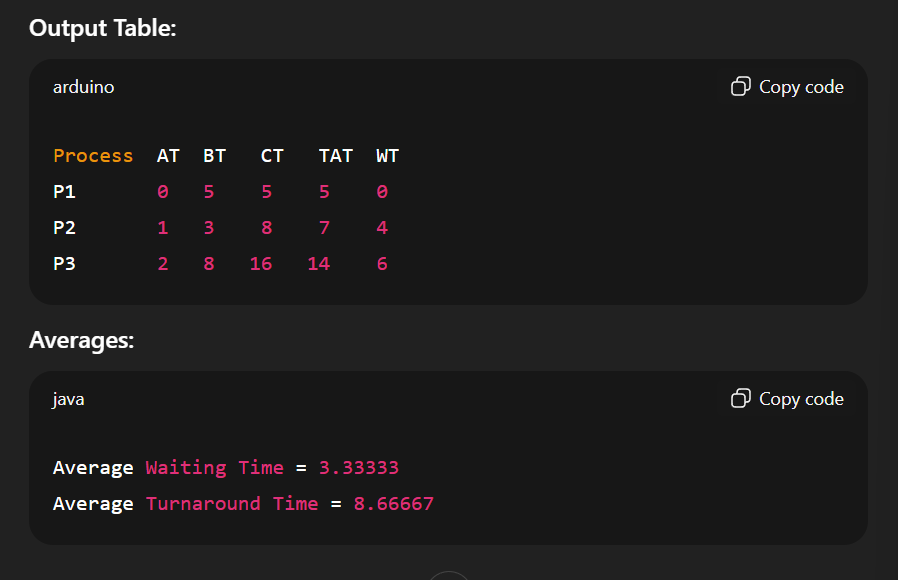 Output Table:
arduino
Copy code
Process AT BT CT TAT WT
P1 0 5 5 5 0
P2 1 3 8 7 4
P3 2 8 16 14 6
Averages:
java
Copy code
Average Waiting Time = 3.33333
Average Turnaround Time = 8.66667